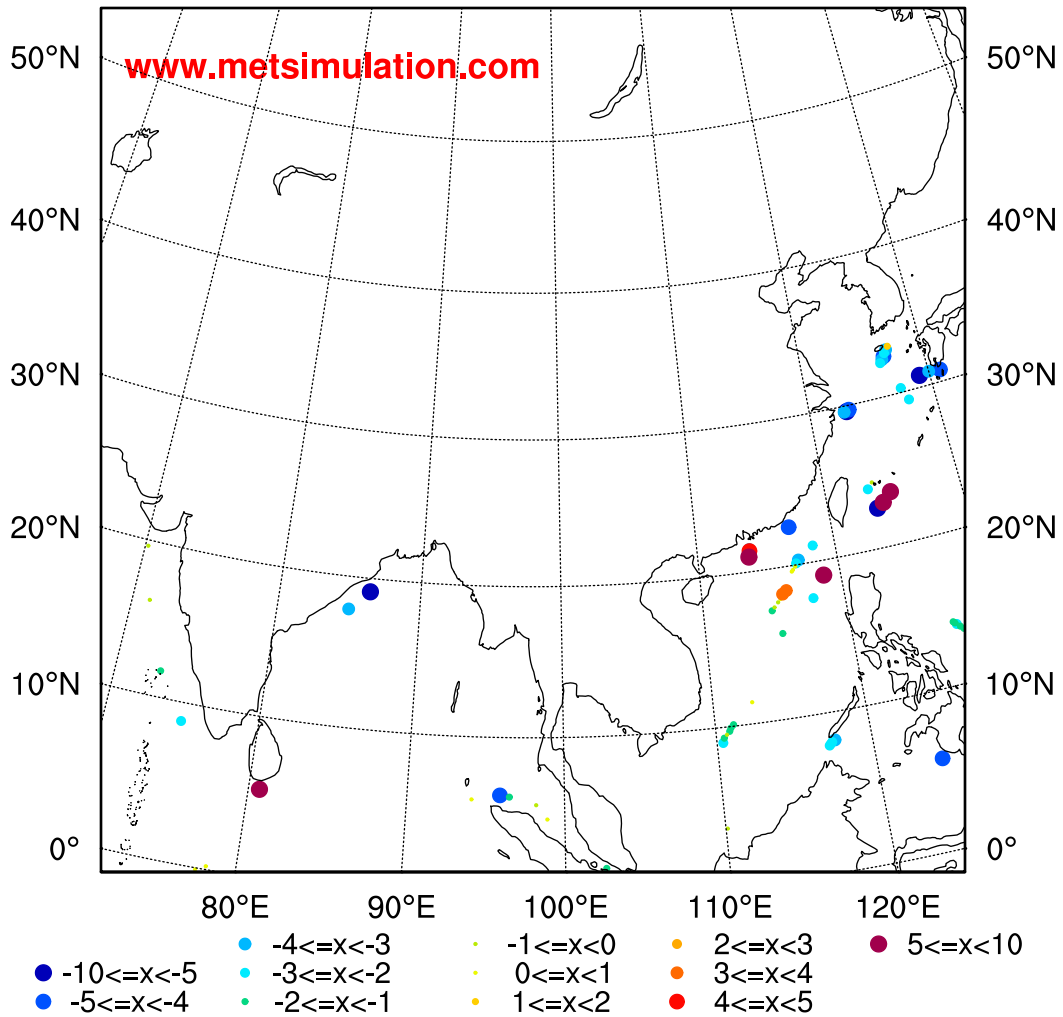 www.metsimulation.com
50°N 50°N
40°N 40°N
30°N 30°N
20°N 20°N
10°N 10°N
0° 0°
80°E 90°E 100°E 110°E 120°E
-4<=x<-3 -1<=x<0 2<=x<3 5<=x<10
-10<=x<-5 -3<=x<-2 0<=x<1 3<=x<4
-5<=x<-4 -2<=x<-1 1<=x<2 4<=x<5